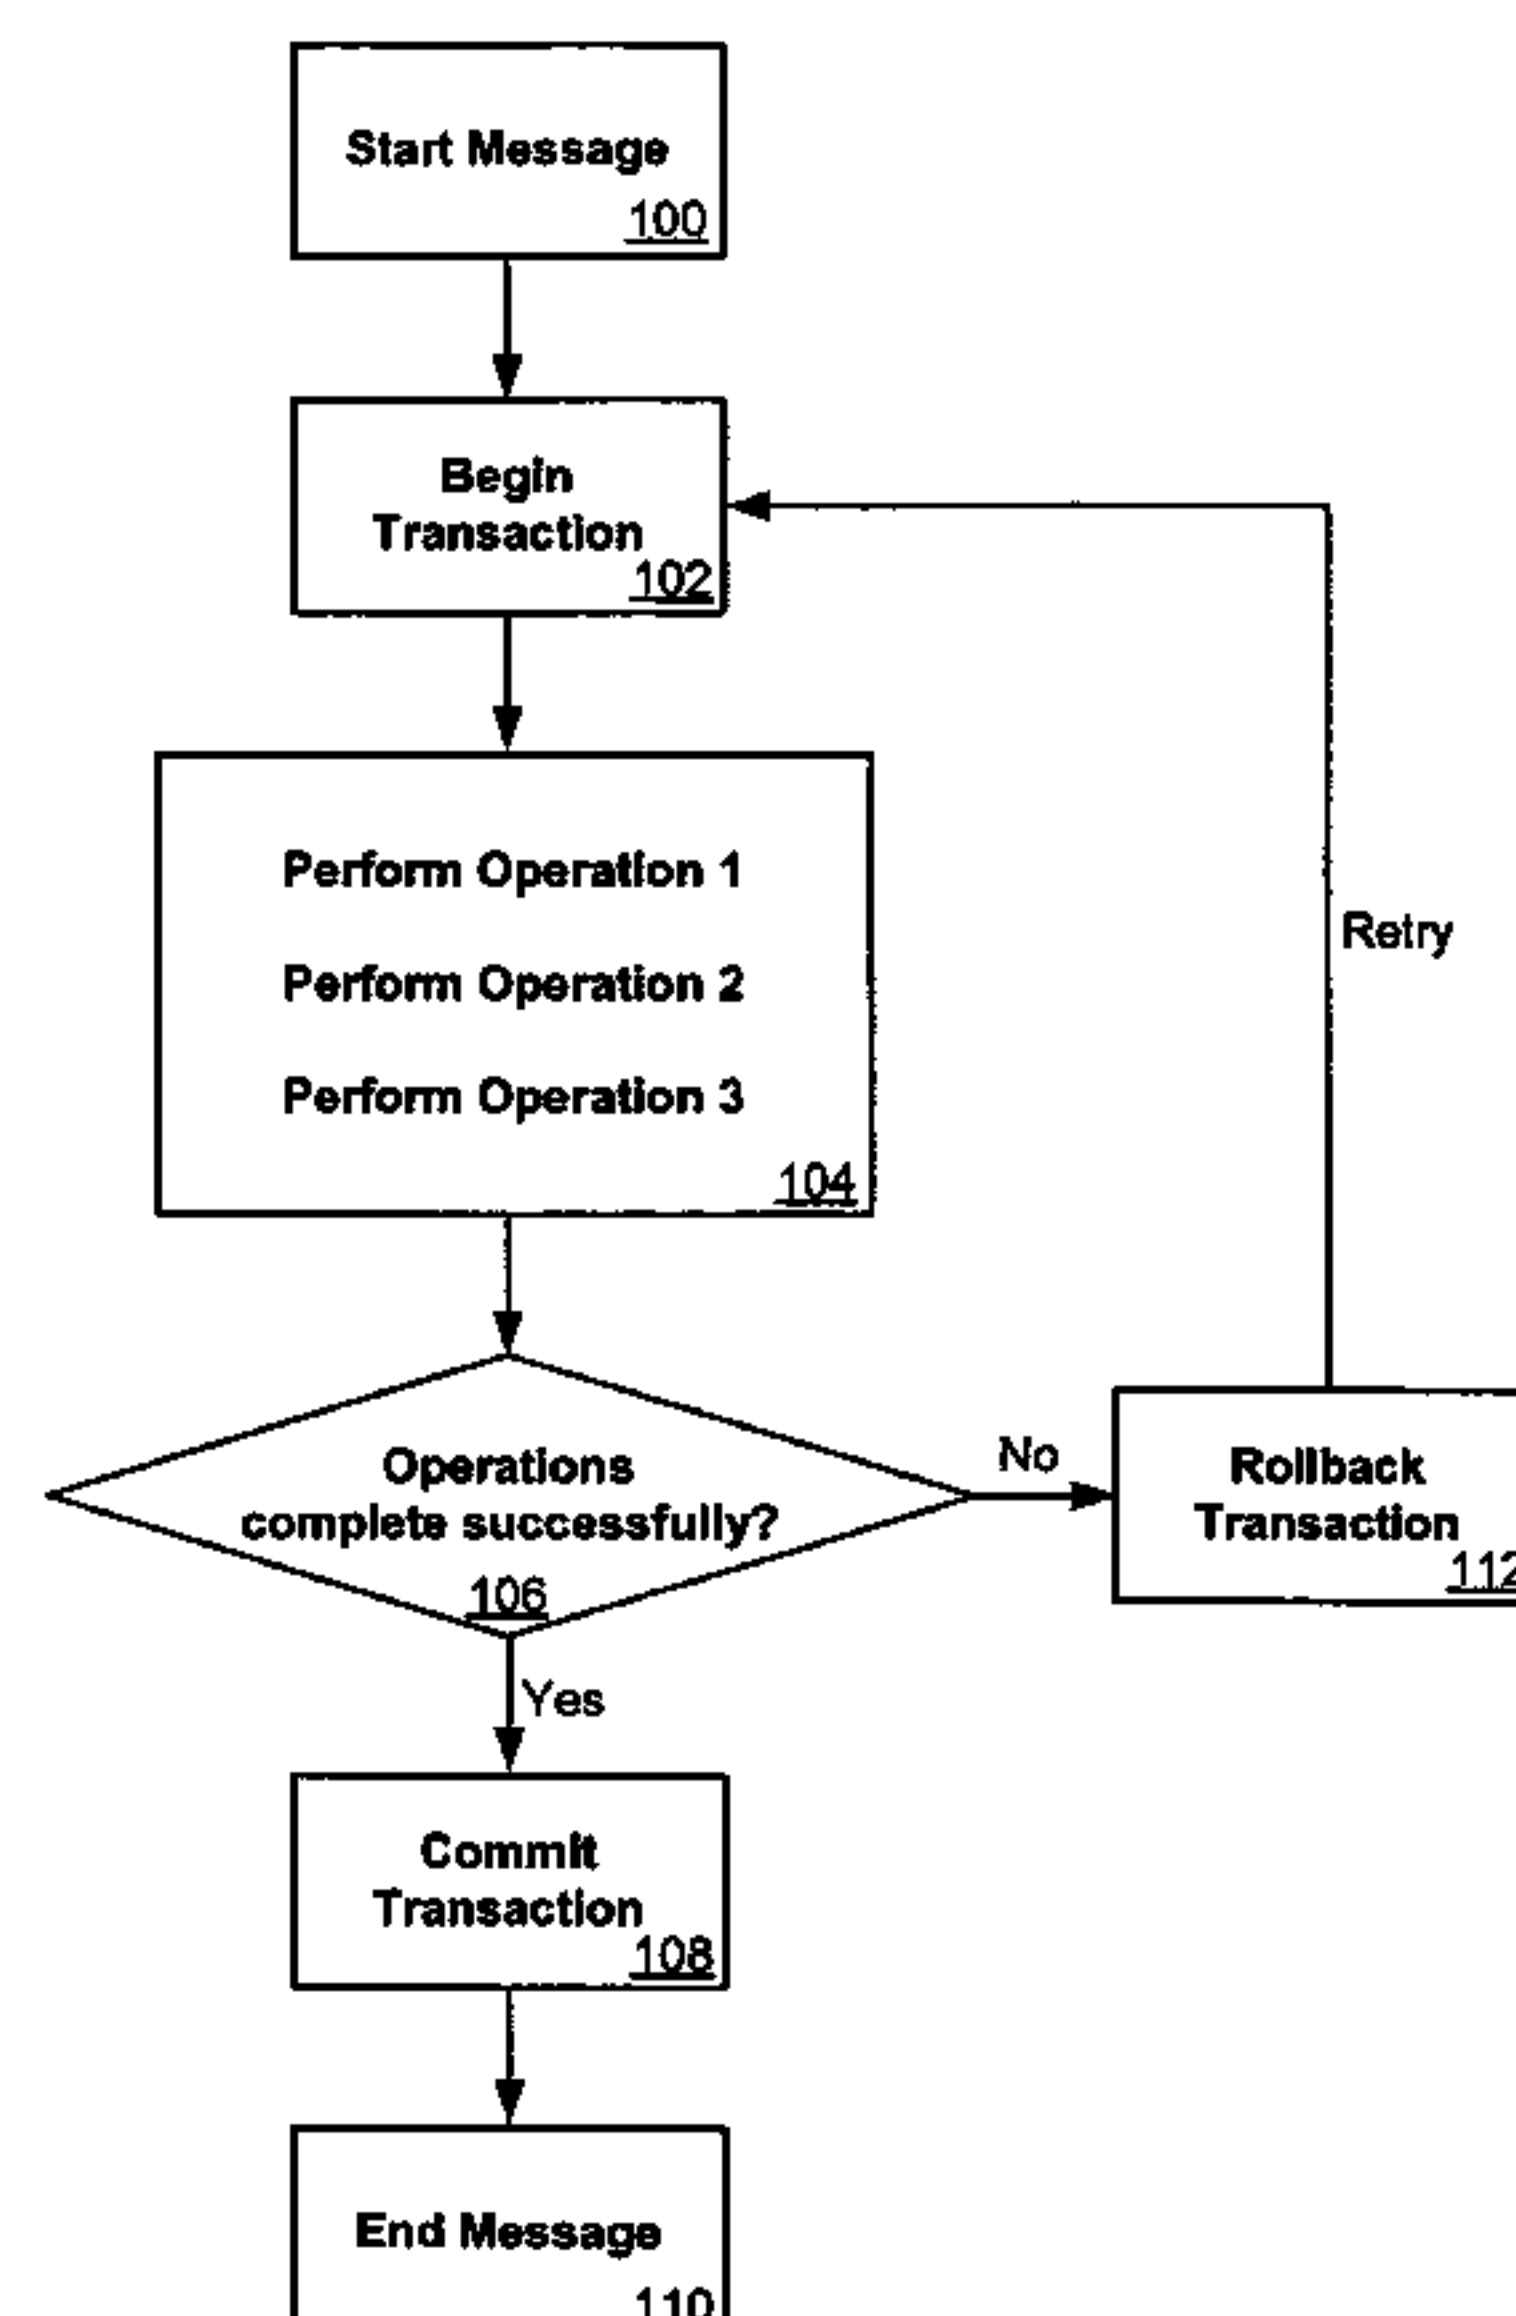 Start Message
100
Begin
Transaction
102
Perform Operation 1
Perform Operation 2
Perform Operation 3
104
Retry
Operations
complete successfully?
106
No
Rollback
Transaction
112
Yes
Commit
Transaction
108
End Message
110